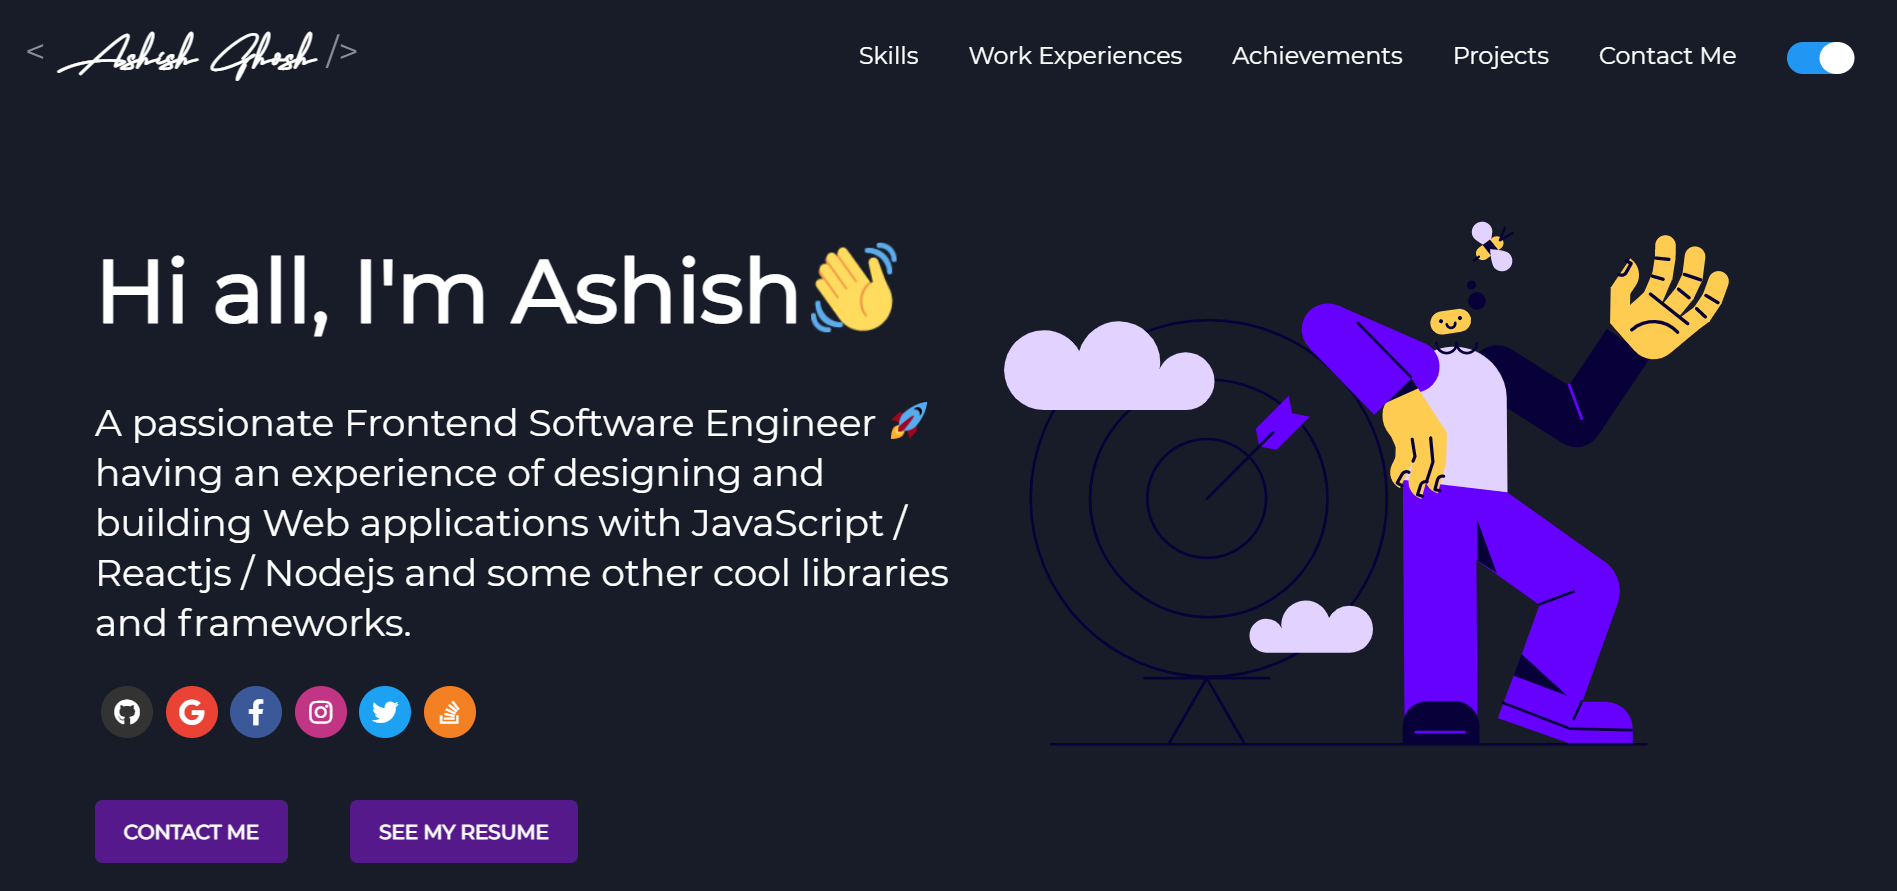 < Ashish Ghosh />
Skills
Work Experiences
Achievements
Projects
Contact Me
Hi all, I'm Ashish👋
A passionate Frontend Software Engineer 🚀
having an experience of designing and
building Web applications with JavaScript /
Reactjs / Nodejs and some other cool libraries
and frameworks.
CONTACT ME
SEE MY RESUME